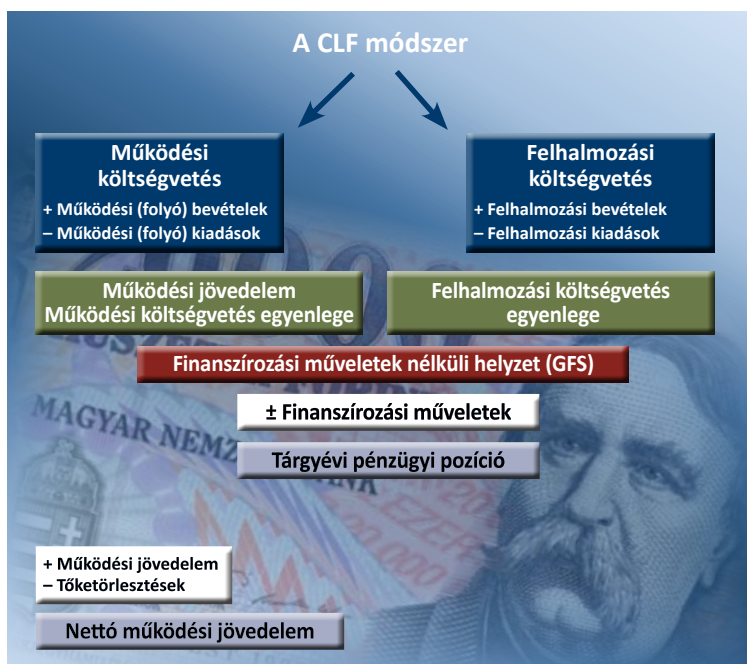 A CLF módszer
Működési
költségvetés
+ Működési (folyó) bevételek
– Működési (folyó) kiadások
Felhalmozási
költségvetés
+ Felhalmozási bevételek
– Felhalmozási kiadások
Működési jövedelem
Működési költségvetés egyenlege
Felhalmozási költségvetés
egyenlege
Finanszírozási műveletek nélküli helyzet (GFS)
± Finanszírozási műveletek
Tárgyévi pénzügyi pozíció
MAGYAR NEMZ
+ Működési jövedelem
– Tőketörlesztések
Nettó működési jövedelem